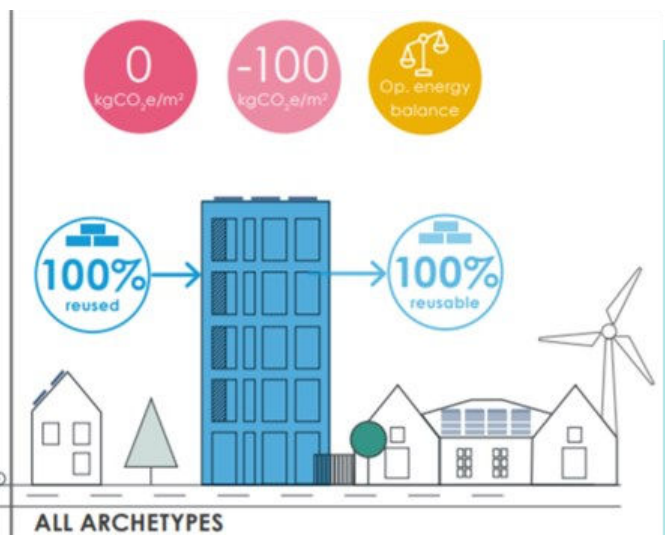 0
kgCO₂e/m²
-100
kgCO₂e/m²
Op. energy
balance
100%
reused
100%
reusable
ALL ARCHETYPES